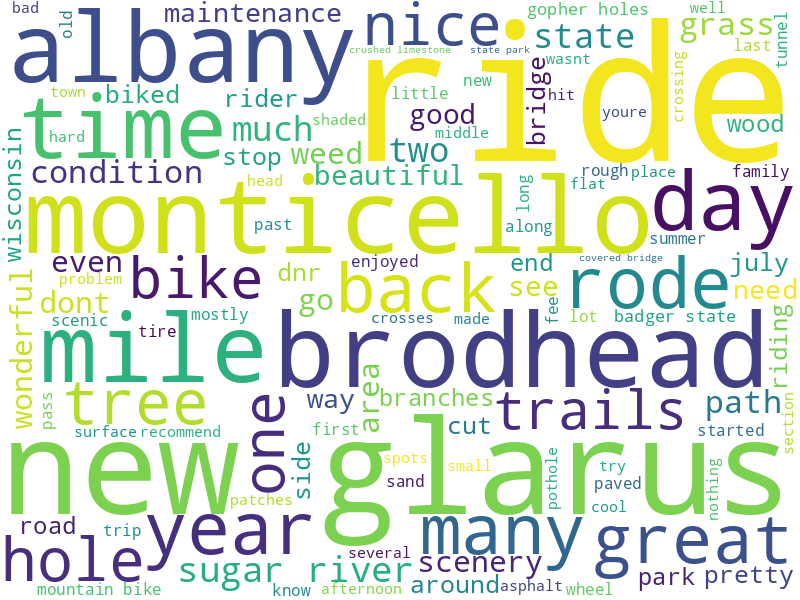 bad
old
maintenance
nice
gopher holes
well
grass
albany
crushed limestone
state park
state
last
tunnel
ride
wasnt
town
biked
rider
little
new
bridge
hit
youre
crossing
wood
time
hard
shaded
good
middle
much
stop
weed
two
rough
place
family
wisconsin
condition
head
beautiful
flat
long
day
monticello
past
along
summer
even
problem
bike
dnr
enjoyed
back
end
covered bridge
july
wonderful
dont
go
see
rode
need
scenic
mostly
tire
crosses
made
fee
lot
badger state
riding
mile
brodhead
tree
one
area
way
branches
trails
path
pass
surface
recommend
first
cut
started
section
new glarus
side
spots
small
try
patches
sand
pothole
paved
nothing
cool
road
trip
year
several
many
great
hole
sugar river
scenery
park
pretty
mountain bike
know
afternoon
around
asphalt
wheel